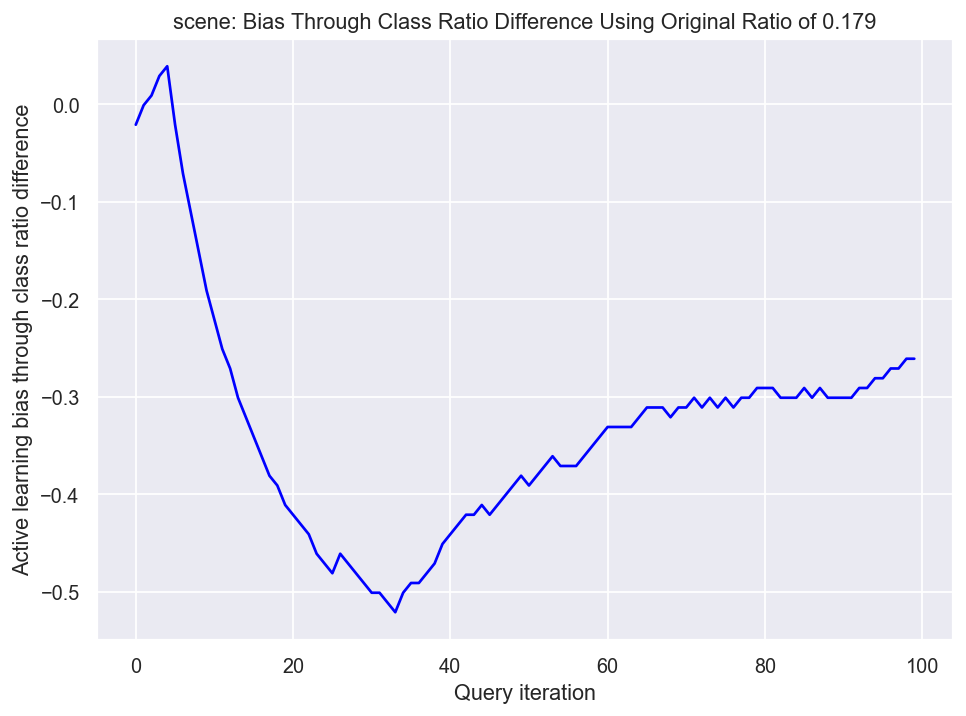 scene: Bias Through Class Ratio Difference Using Original Ratio of 0.179
Active learning bias through class ratio difference
0.0
−0.1
−0.2
−0.3
−0.4
−0.5
0 20 40 60 80 100
Query iteration